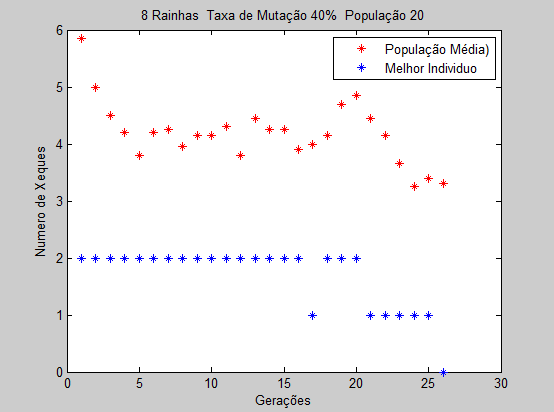 8 Rainhas Taxa de Mutação 40% População 20
População Média)
Melhor Individuo
Numero de Xeques
6
5
4
3
2
1
0
0 5 10 15 20 25 30
Gerações